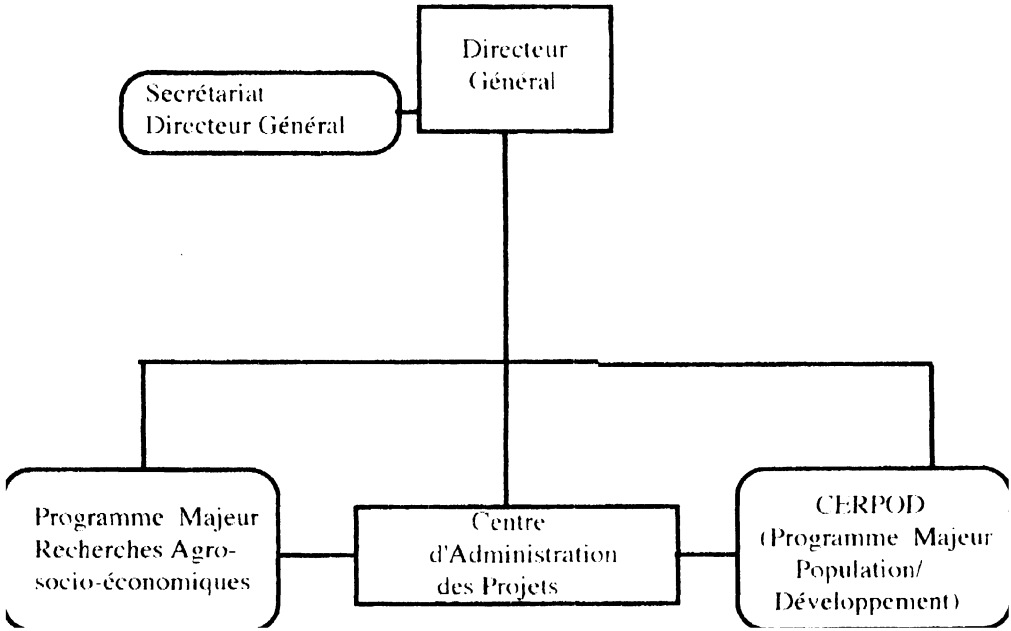 Directeur
Général
Secrétariat
Directeur Général
Programme Majeur
Recherches Agro-
socio-économiques
Centre
d'Administration
des Projets
CERPOD
(Programme Majeur
Population/
Développement)